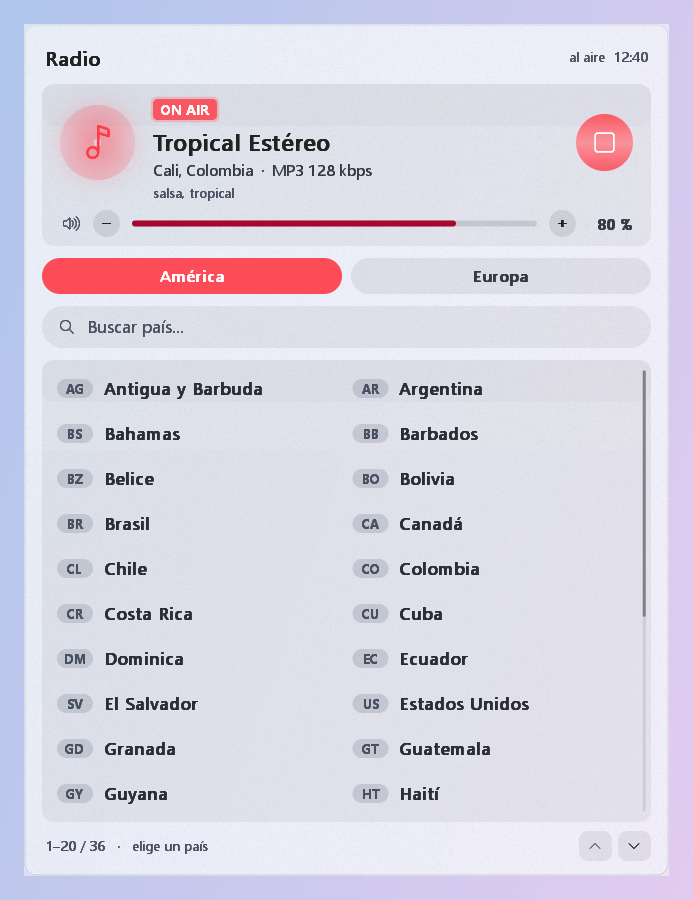 Radio
al aire 12:40
ON AIR
Tropical Estéreo
Cali, Colombia · MP3 128 kbps
salsa, tropical
− + 80 %
América Europa
Buscar país...
AG Antigua y Barbuda AR Argentina
BS Bahamas BB Barbados
BZ Belice BO Bolivia
BR Brasil CA Canadá
CL Chile CO Colombia
CR Costa Rica CU Cuba
DM Dominica EC Ecuador
SV El Salvador US Estados Unidos
GD Granada GT Guatemala
GY Guyana HT Haití
1–20 / 36 · elige un país